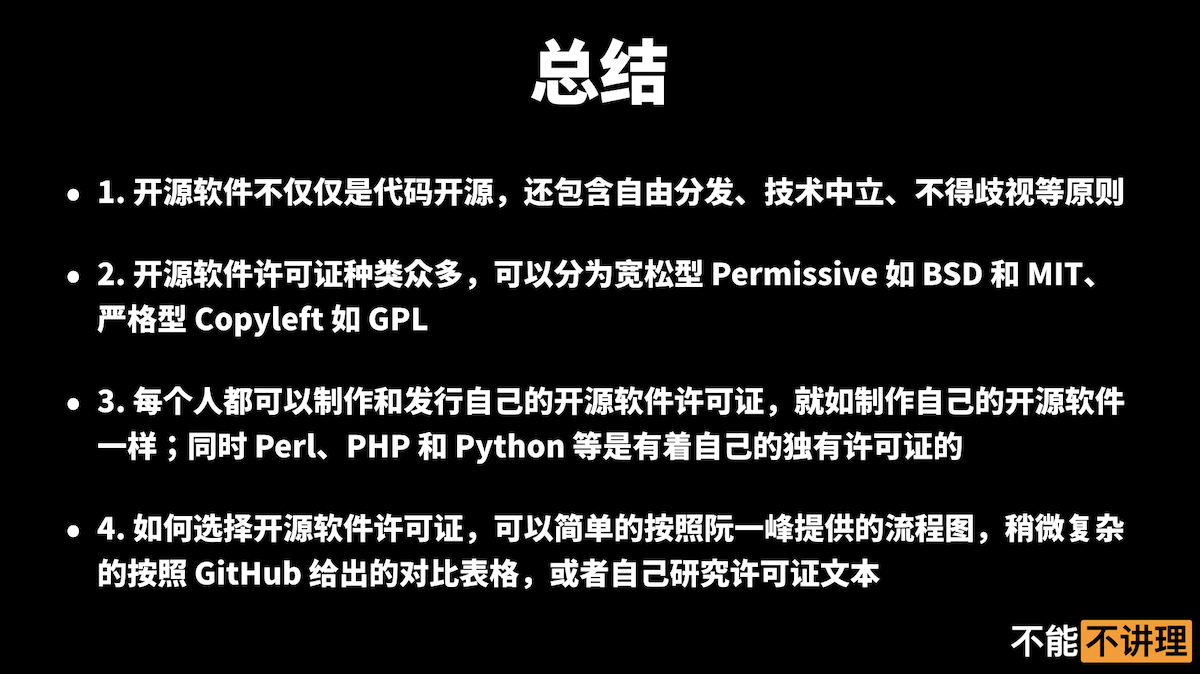 总结
• 1. 开源软件不仅仅是代码开源，还包含自由分发、技术中立、不得歧视等原则
• 2. 开源软件许可证种类众多，可以分为宽松型 Permissive 如 BSD 和 MIT、
严格型 Copyleft 如 GPL
• 3. 每个人都可以制作和发行自己的开源软件许可证，就如制作自己的开源软件
一样；同时 Perl、PHP 和 Python 等是有着自己的独有许可证的
• 4. 如何选择开源软件许可证，可以简单的按照阮一峰提供的流程图，稍微复杂
的按照 GitHub 给出的对比表格，或者自己研究许可证文本
不能不讲理